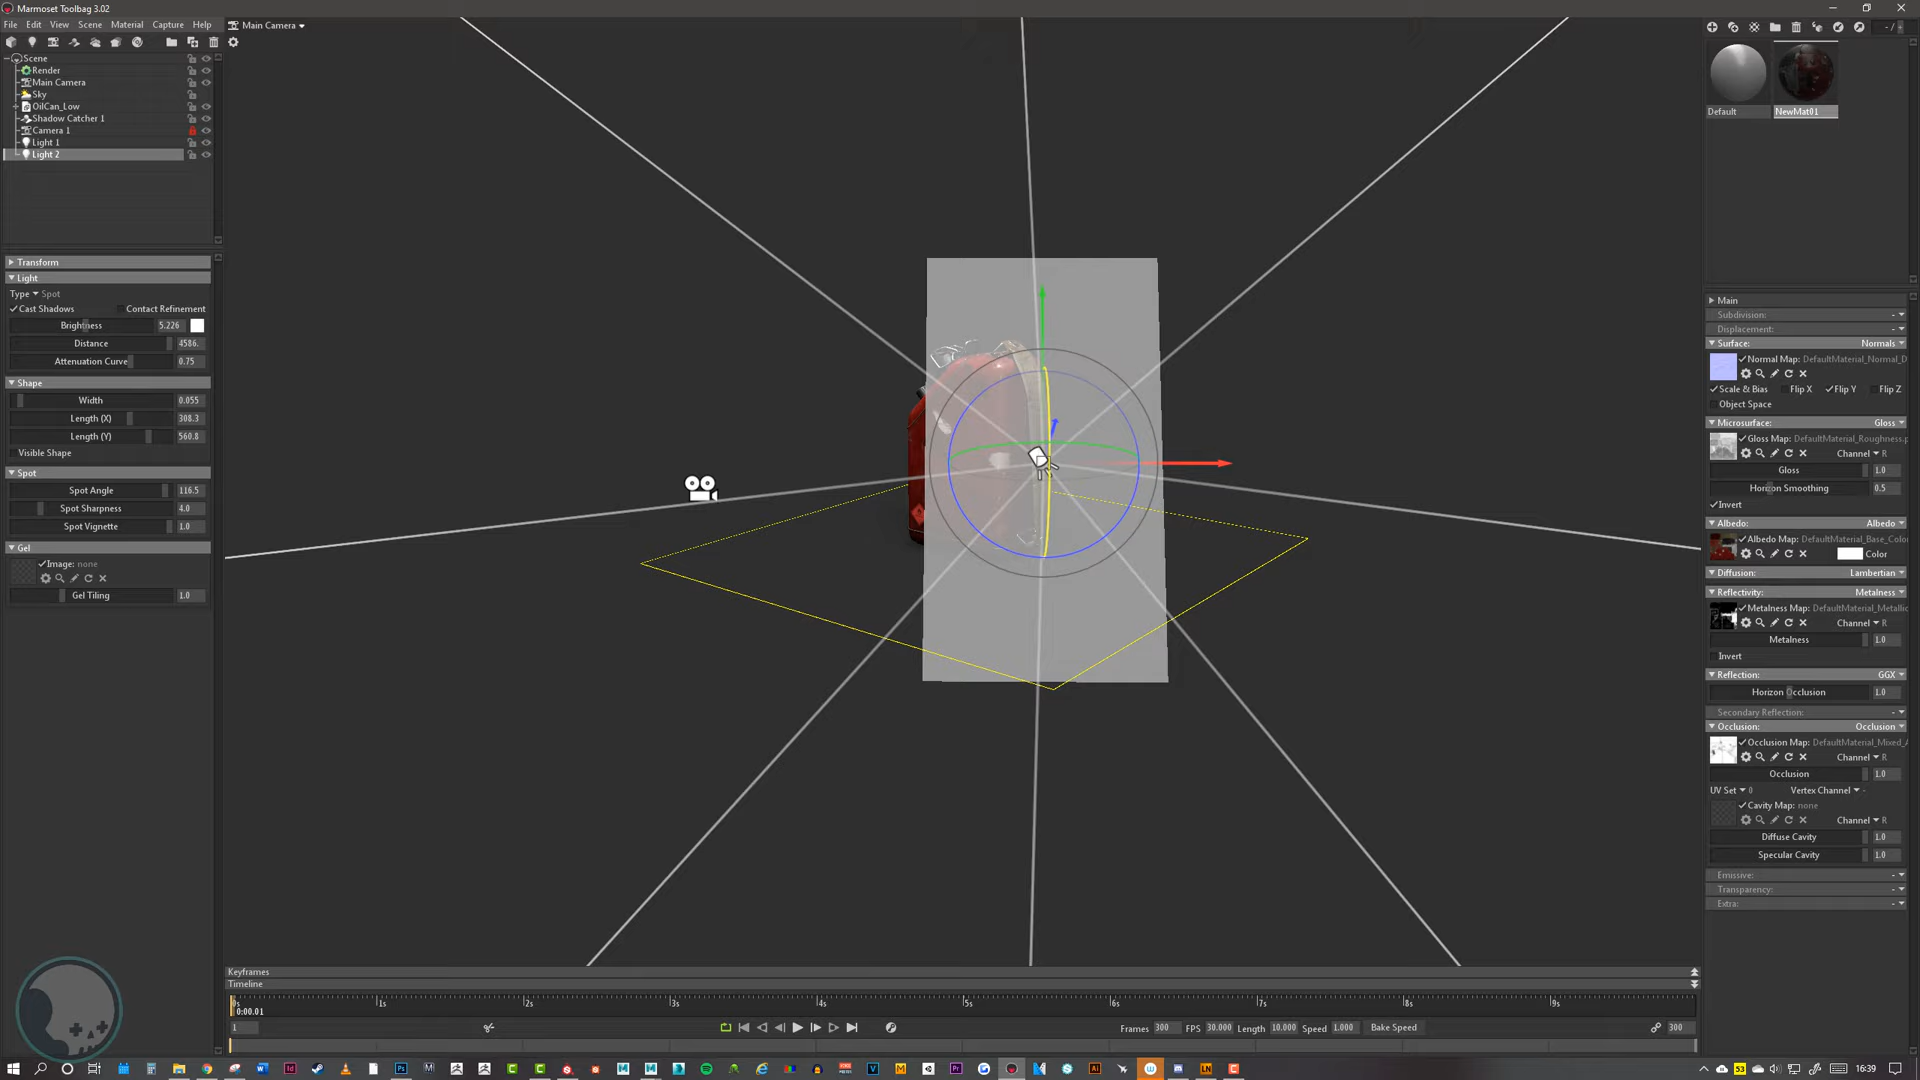 Marmoset Toolbag 3.02
File Edit View Scene Material Capture Help
Main Camera
Scene
Render
Main Camera
Sky
OilCan_Low
Shadow Catcher 1
Camera 1
Light 1
Light 2
Transform
Light
Type Spot
Cast Shadows Contact Refinement
Brightness 5.226
Distance 4586.
Attenuation Curve 0.75
Shape
Width 0.055
Length (X) 308.3
Length (Y) 560.8
Visible Shape
Spot
Spot Angle 116.5
Spot Sharpness 4.0
Spot Vignette 1.0
Gel
Image: none
Gel Tiling 1.0
Default NewMat01
Main
Subdivision: -
Displacement: -
Surface: Normals
Normal Map: DefaultMaterial_Normal_D
Scale & Bias Flip X Flip Y Flip Z
Object Space
Microsurface: Gloss
Gloss Map: DefaultMaterial_Roughness.p
Channel R
Gloss 1.0
Horizon Smoothing 0.5
Invert
Albedo: Albedo
Albedo Map: DefaultMaterial_Base_Colo
Color
Diffusion: Lambertian
Reflectivity: Metalness
Metalness Map: DefaultMaterial_Metallic
Channel R
Metalness 1.0
Invert
Reflection: GGX
Horizon Occlusion 1.0
Secondary Reflection: -
Occlusion: Occlusion
Occlusion Map: DefaultMaterial_Mixed_A
Channel R
Occlusion 1.0
UV Set 0 Vertex Channel -
Cavity Map: none
Channel R
Diffuse Cavity 1.0
Specular Cavity 1.0
Emissive: -
Transparency: -
Extra: -
Keyframes
Timeline
0s 1s 2s 3s 4s 5s 6s 7s 8s 9s
0:00.01
1
Frames 300 FPS 30.000 Length 10.000 Speed 1.000 Bake Speed 300
53 16:39